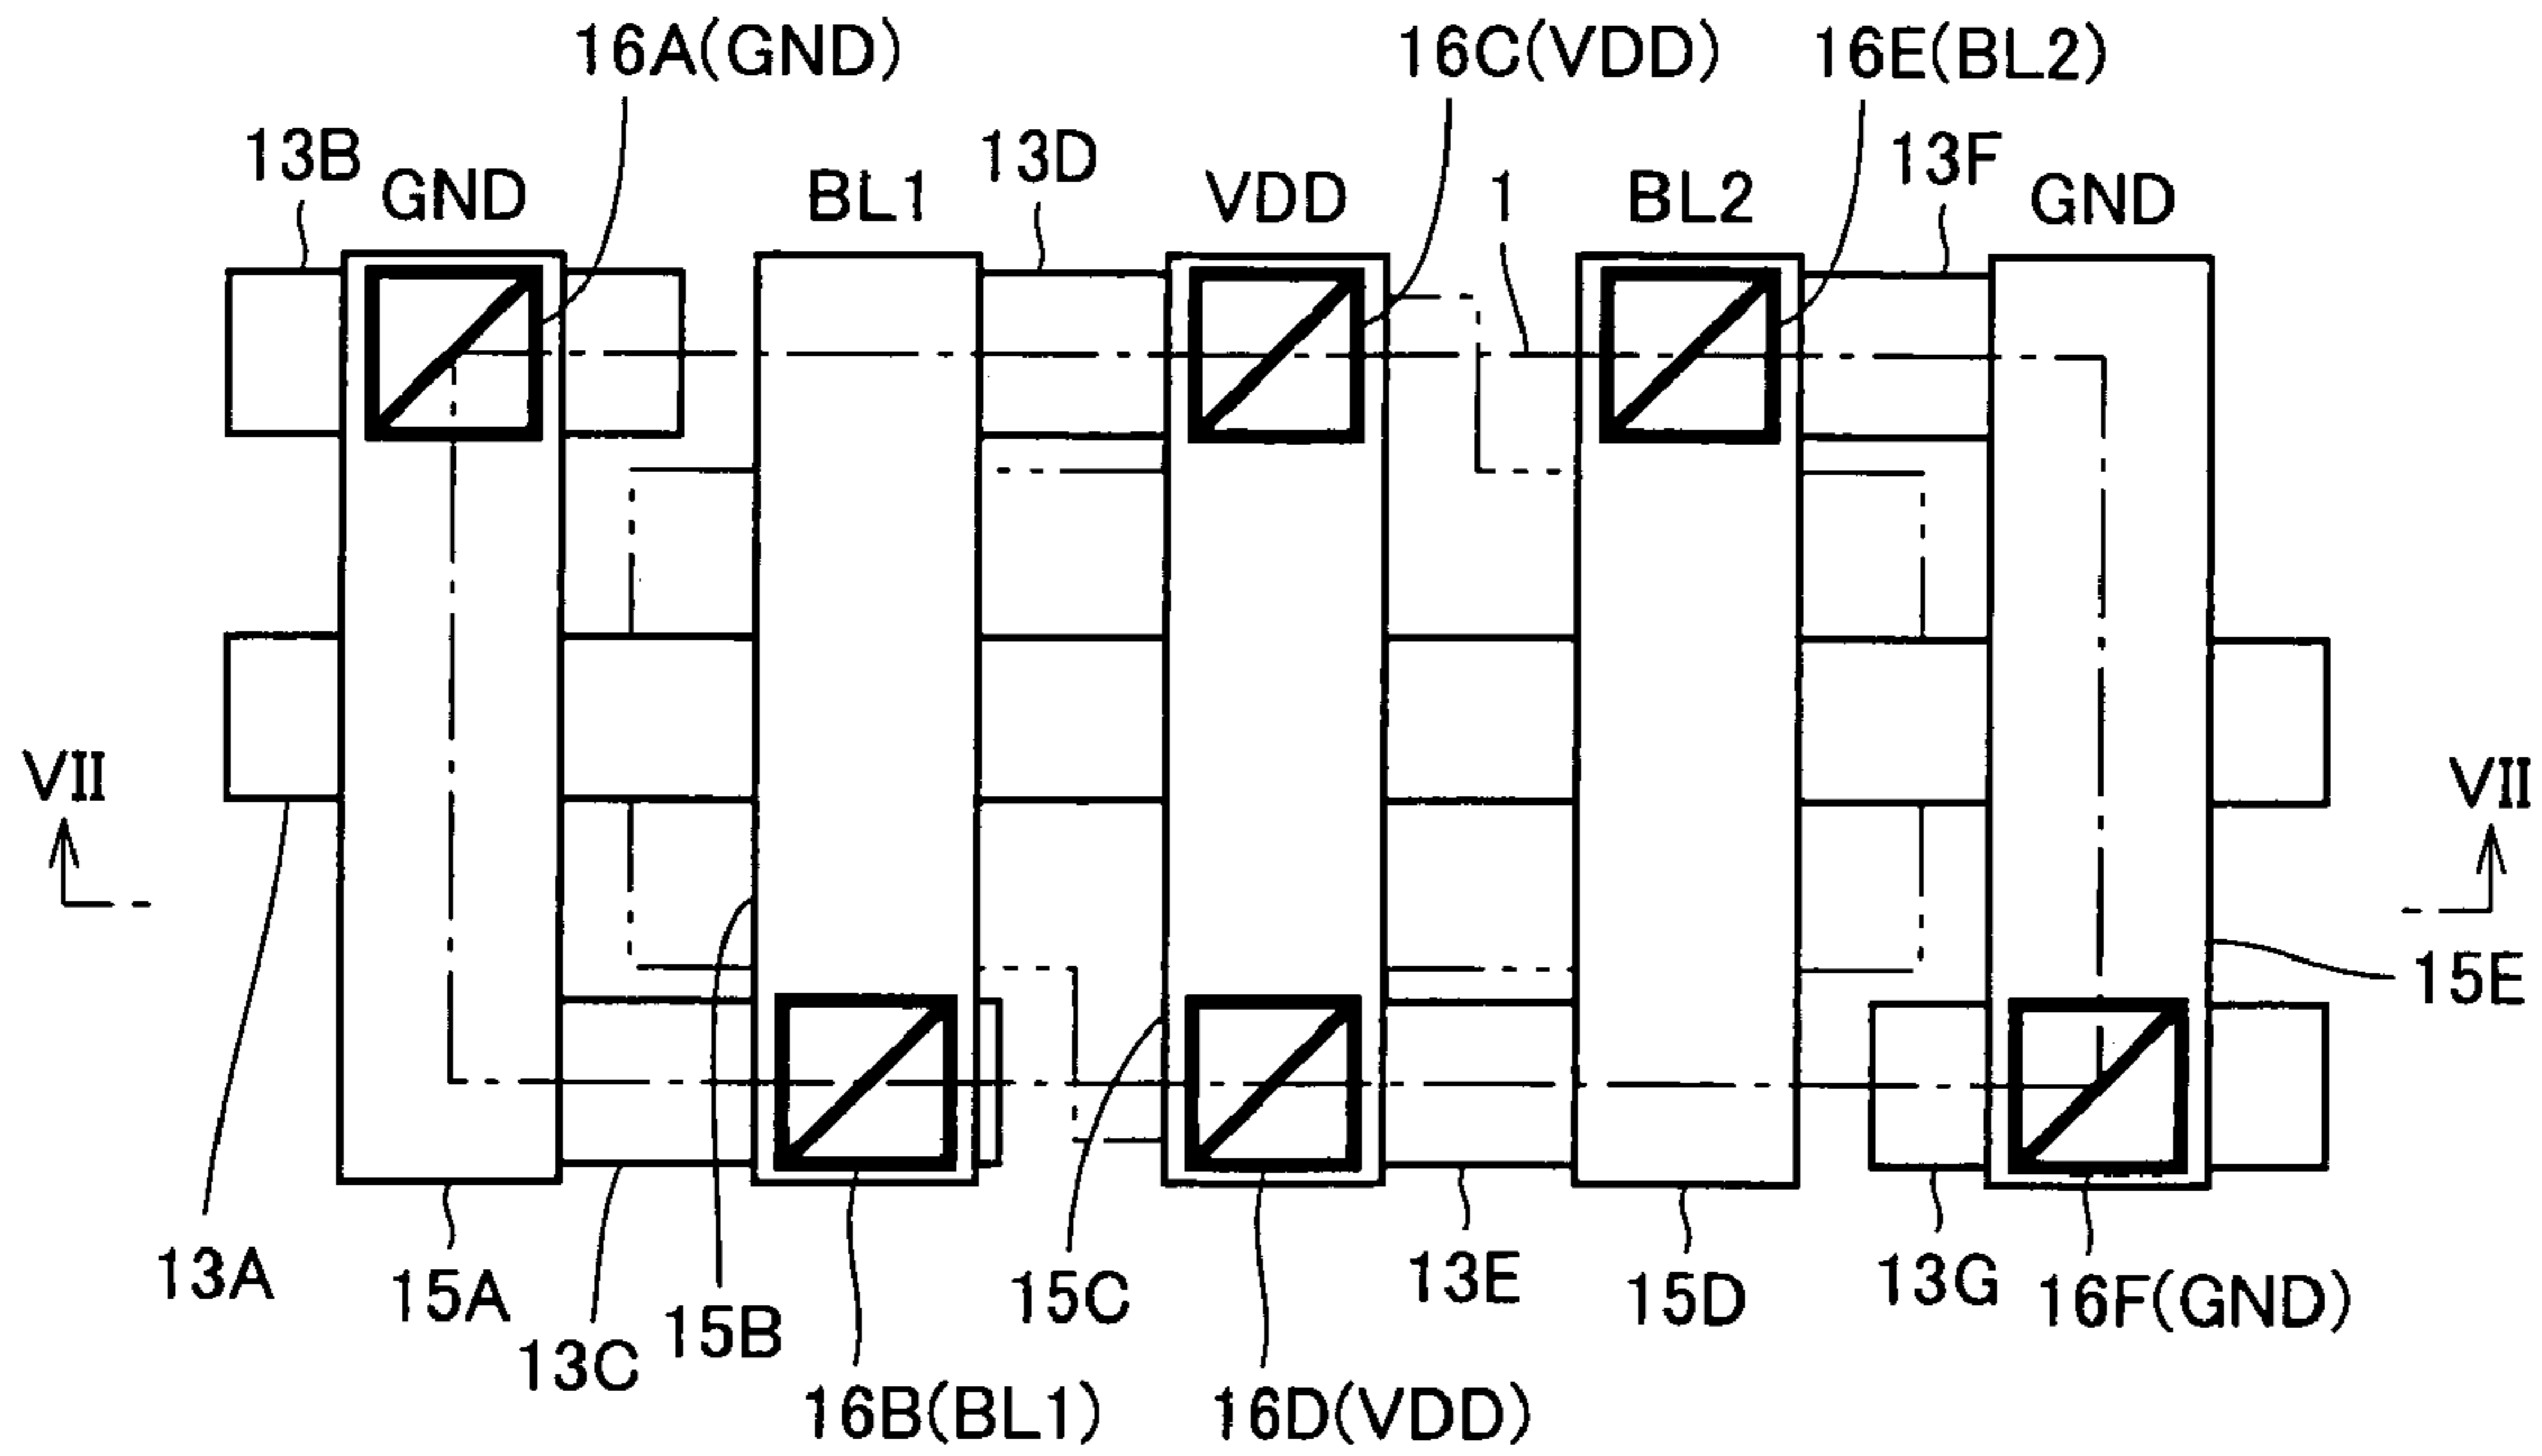 16A(GND) 16C(VDD) 16E(BL2)
13B 13D 13F
GND BL1 VDD 1 BL2 GND
VII VII
15E
13A 15A 15B 15C 13E 15D 13G 16F(GND)
13C
16B(BL1) 16D(VDD)